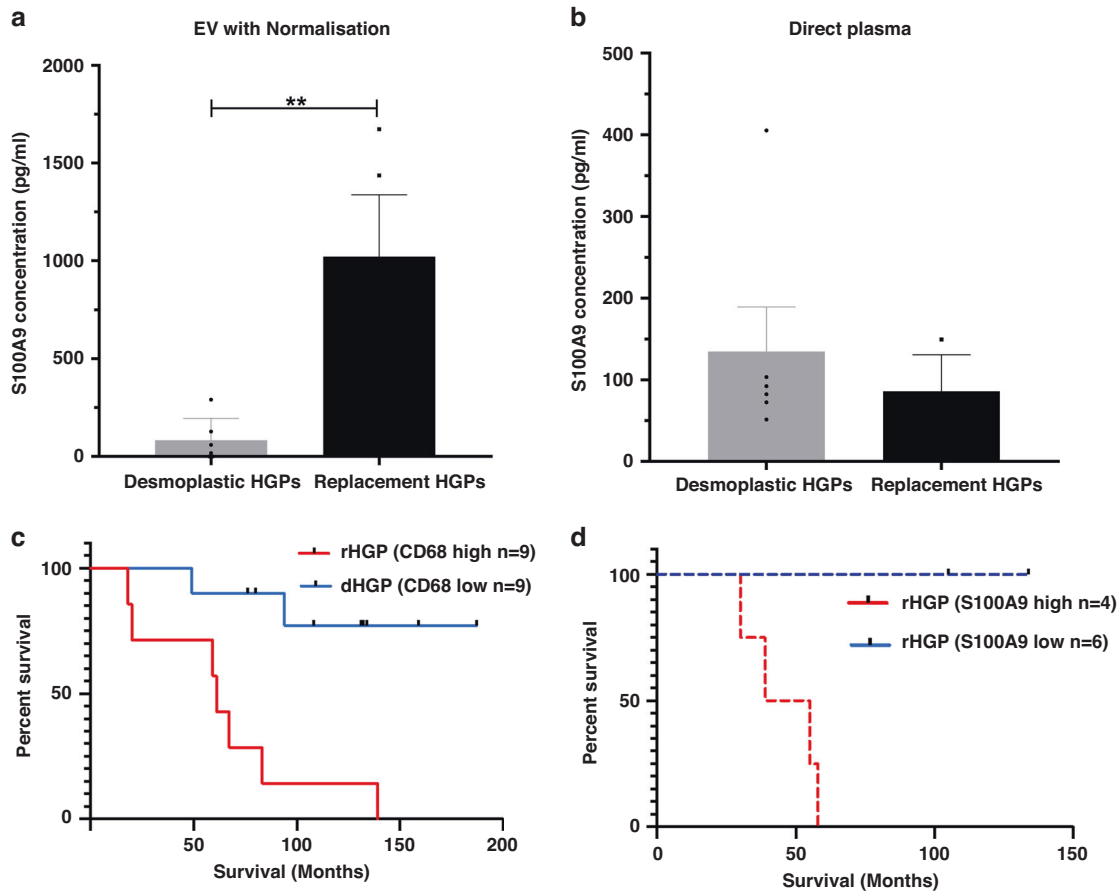 a
EV with Normalisation
S100A9 concentration (pg/ml)
2000
1500
1000
500
0
**
Desmoplastic HGPs
Replacement HGPs
b
Direct plasma
S100A9 concentration (pg/ml)
500
400
300
200
100
0
Desmoplastic HGPs
Replacement HGPs
c
rHGP (CD68 high n=9)
dHGP (CD68 low n=9)
Percent survival
100
50
0
50
100
150
200
Survival (Months)
d
rHGP (S100A9 high n=4)
rHGP (S100A9 low n=6)
Percent survival
100
50
0
0
50
100
150
Survival (Months)